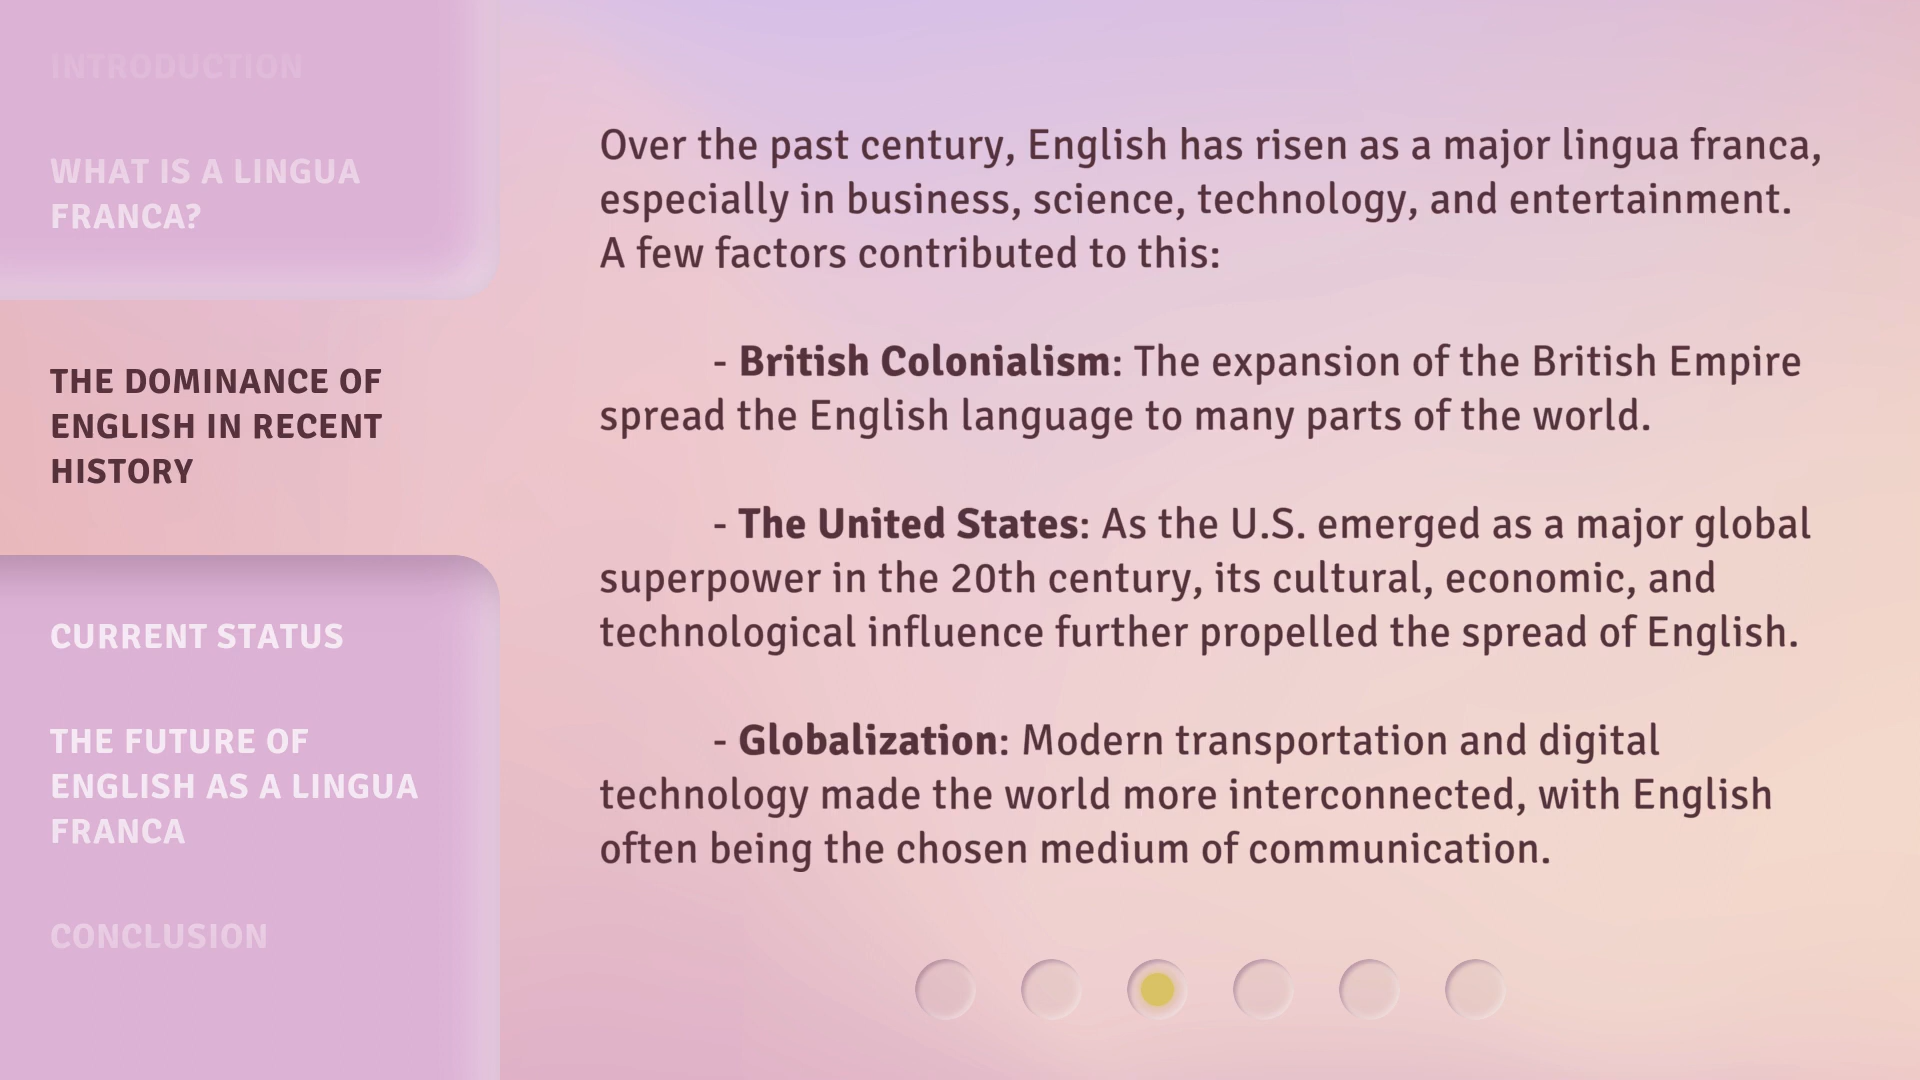 INTRODUCTION
WHAT IS A LINGUA
FRANCA?
THE DOMINANCE OF
ENGLISH IN RECENT
HISTORY
CURRENT STATUS
THE FUTURE OF
ENGLISH AS A LINGUA
FRANCA
CONCLUSION
Over the past century, English has risen as a major lingua franca,
especially in business, science, technology, and entertainment.
A few factors contributed to this:
- British Colonialism: The expansion of the British Empire
spread the English language to many parts of the world.
- The United States: As the U.S. emerged as a major global
superpower in the 20th century, its cultural, economic, and
technological influence further propelled the spread of English.
- Globalization: Modern transportation and digital
technology made the world more interconnected, with English
often being the chosen medium of communication.